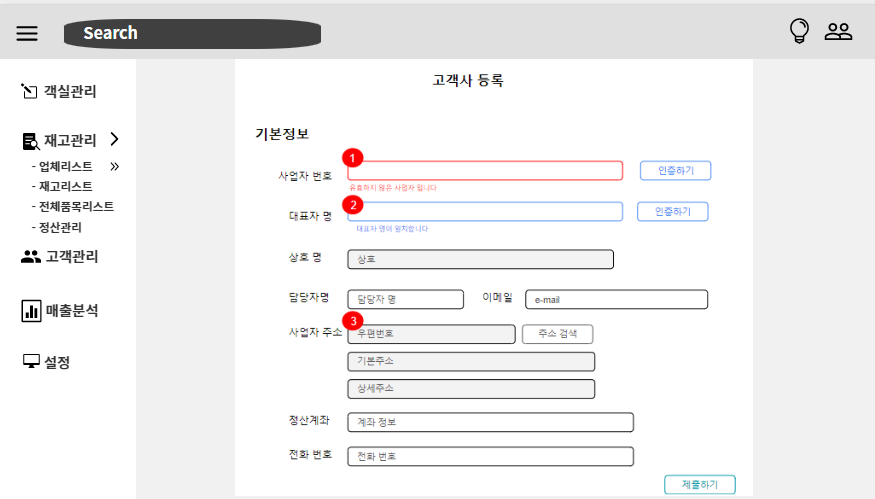 Search
객실관리
재고관리
- 업체리스트
- 재고리스트
- 전체품목리스트
- 정산관리
고객관리
매출분석
설정
고객사 등록
기본정보
1
사업자 번호
인증하기
유효하지 않은 사업자 입니다
2
대표자 명
인증하기
대표자 명이 일치합니다
상호 명
상호
담당자명
담당자 명
이메일
e-mail
3
사업자 주소
우편번호
주소 검색
기본주소
상세주소
정산계좌
계좌 정보
전화 번호
전화 번호
제출하기